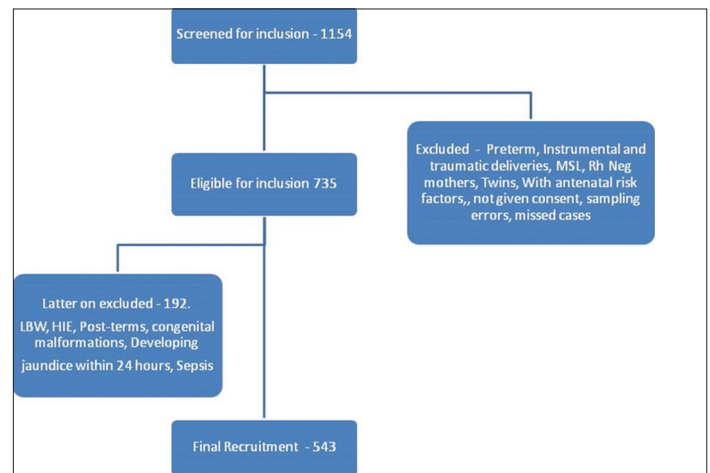 Screened for inclusion - 1154
Excluded - Preterm, Instrumental and
traumatic deliveries, MSL, Rh Neg
mothers, Twins, With antenatal risk
factors,, not given consent, sampling
errors, missed cases
Eligible for inclusion 735
Latter on excluded - 192.
LBW, HIE, Post-terms, congenital
malformations, Developing
jaundice within 24 hours, Sepsis
Final Recruitment - 543